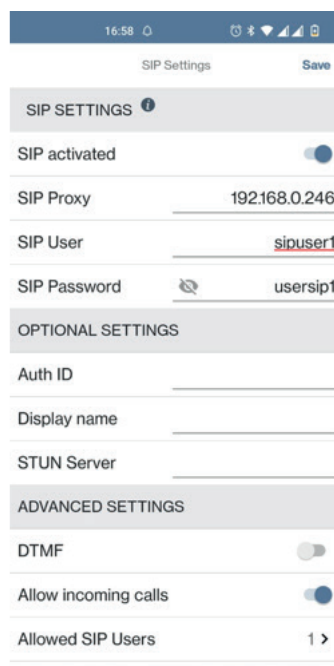 16:58
SIP Settings Save
SIP SETTINGS i
SIP activated
SIP Proxy 192.168.0.246
SIP User sipuser1
SIP Password usersip1
OPTIONAL SETTINGS
Auth ID
Display name
STUN Server
ADVANCED SETTINGS
DTMF
Allow incoming calls
Allowed SIP Users 1 >